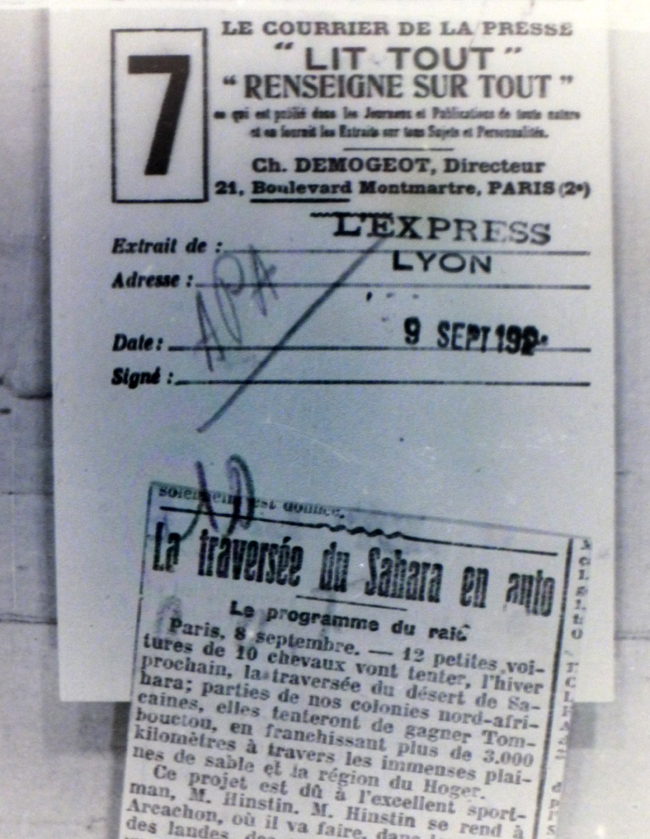 7
LE COURRIER DE LA PRESSE
“ LIT TOUT ”
“ RENSEIGNE SUR TOUT ”
ce qui est publié dans les Journaux et Publications de toute nature
et en fournit les Extraits sur tous Sujets et Personnalités.
Ch. DEMOGEOT, Directeur
21, Boulevard Montmartre, PARIS (2e)
Extrait de : L'EXPRESS
Adresse : LYON
Date : 9 SEPT 192
Signé :
est donnée.
La traversée du Sahara en auto
Le programme du raid
Paris, 8 septembre. — 12 petites voi-
tures de 10 chevaux vont tenter, l'hiver
prochain, la traversée du désert de Sa-
hara; parties de nos colonies nord-afri-
caines, elles tenteront de gagner Tom-
bouctou, en franchissant plus de 3.000
kilomètres à travers les immenses plai-
nes de sable et la région du Hoger.
Ce projet est dû à l'excellent sport-
man, M. Hinstin. M. Hinstin se rend à
Arcachon, où il va faire, dans
des landes